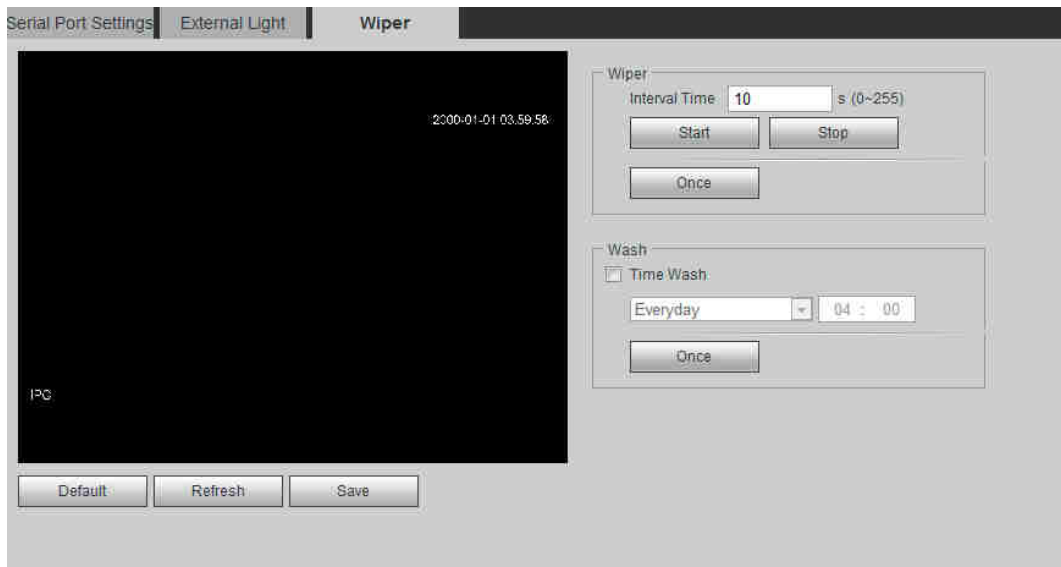 Serial Port Settings External Light Wiper
2000-01-01 03:59:58
IPC
Default Refresh Save
Wiper
Interval Time 10 s (0~255)
Start Stop
Once
Wash
Time Wash
Everyday 04 : 00
Once